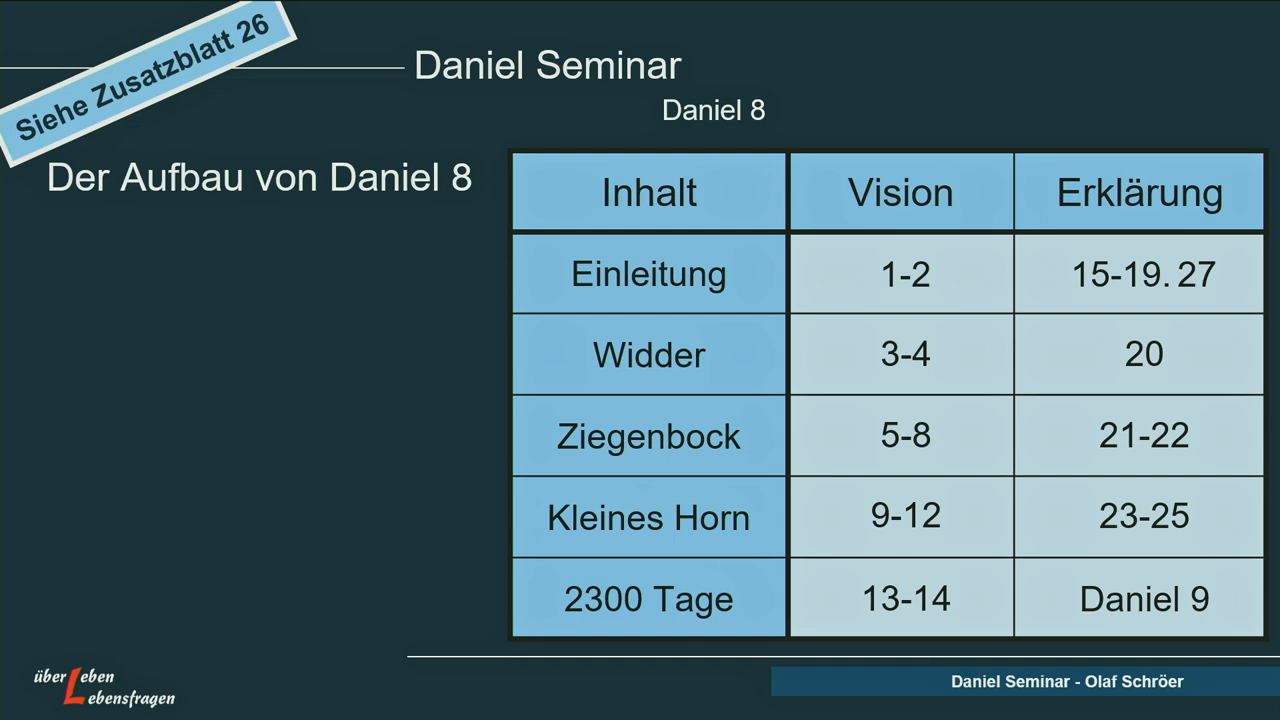 Siehe Zusatzblatt 26
Daniel Seminar
Daniel 8
Der Aufbau von Daniel 8
Inhalt Vision Erklärung
Einleitung 1-2 15-19. 27
Widder 3-4 20
Ziegenbock 5-8 21-22
Kleines Horn 9-12 23-25
2300 Tage 13-14 Daniel 9
über Leben
Lebensfragen
Daniel Seminar - Olaf Schröer